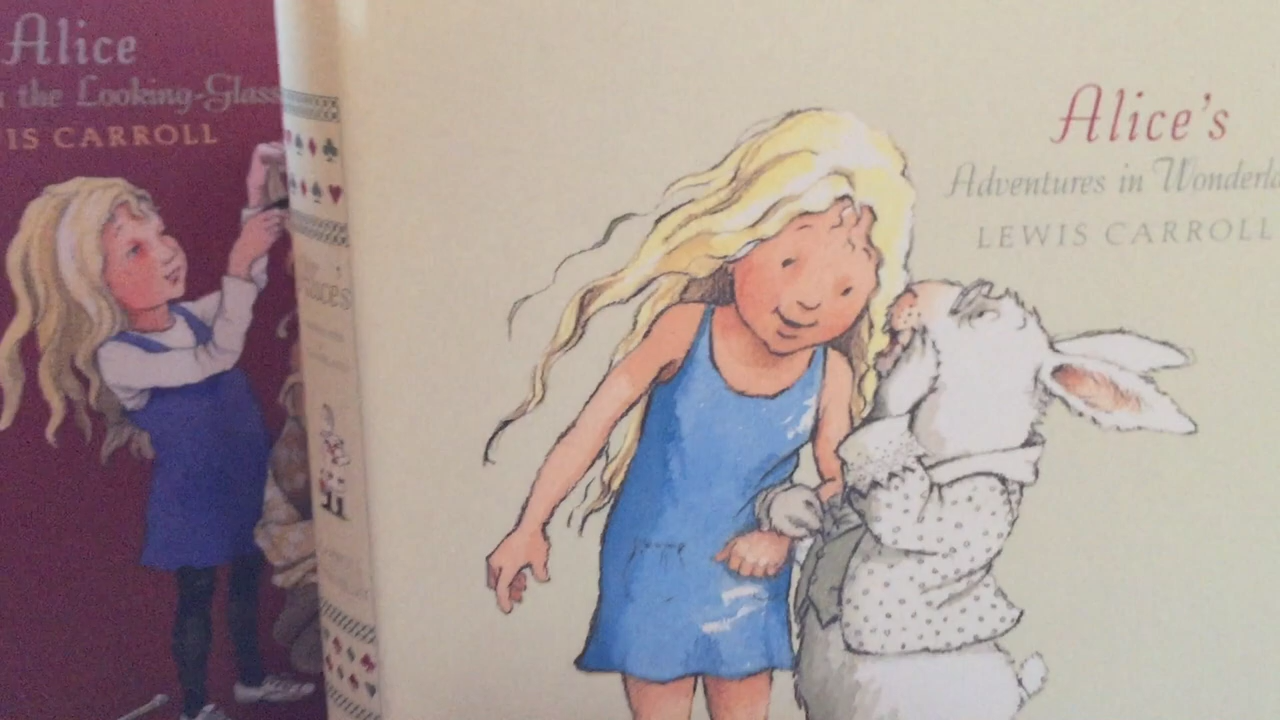 Alice
the Looking-Glass
IS CARROLL
Alice's
Adventures in Wonderla
LEWIS CARROLL